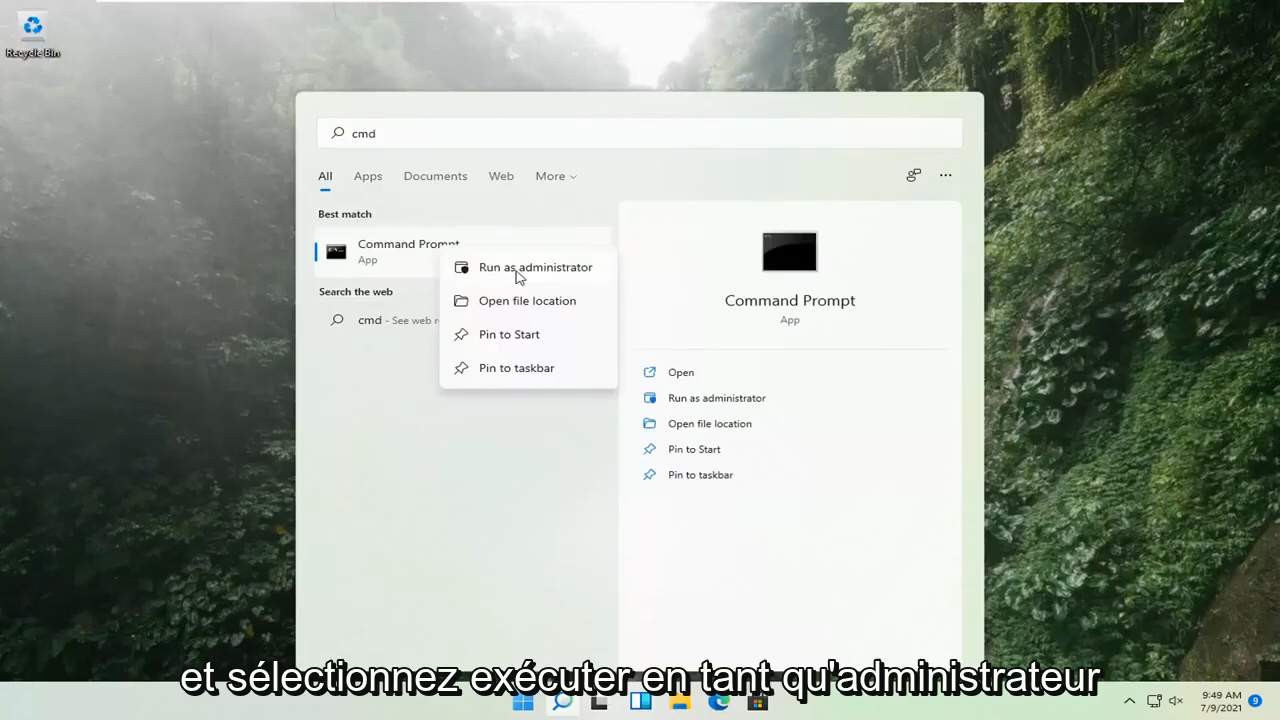 Recycle Bin
cmd
All
Apps
Documents
Web
More
Best match
Command Prompt
App
Search the web
cmd - See web
Run as administrator
Open file location
Pin to Start
Pin to taskbar
Command Prompt
App
Open
Run as administrator
Open file location
Pin to Start
Pin to taskbar
et sélectionnez exécuter en tant qu'administrateur
9:49 AM
7/9/2021
9